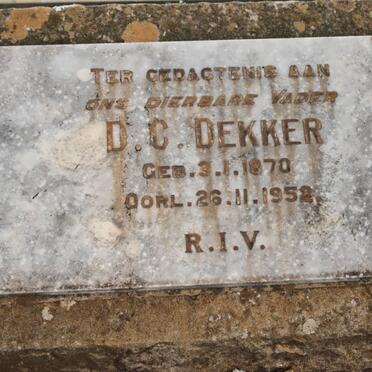 TER GEDAGTENIS AAN
ONS DIERBARE VADER
D. C. DEKKER
GEB. 3.1.1870
OORL. 26.11.1952.
R.I.V.